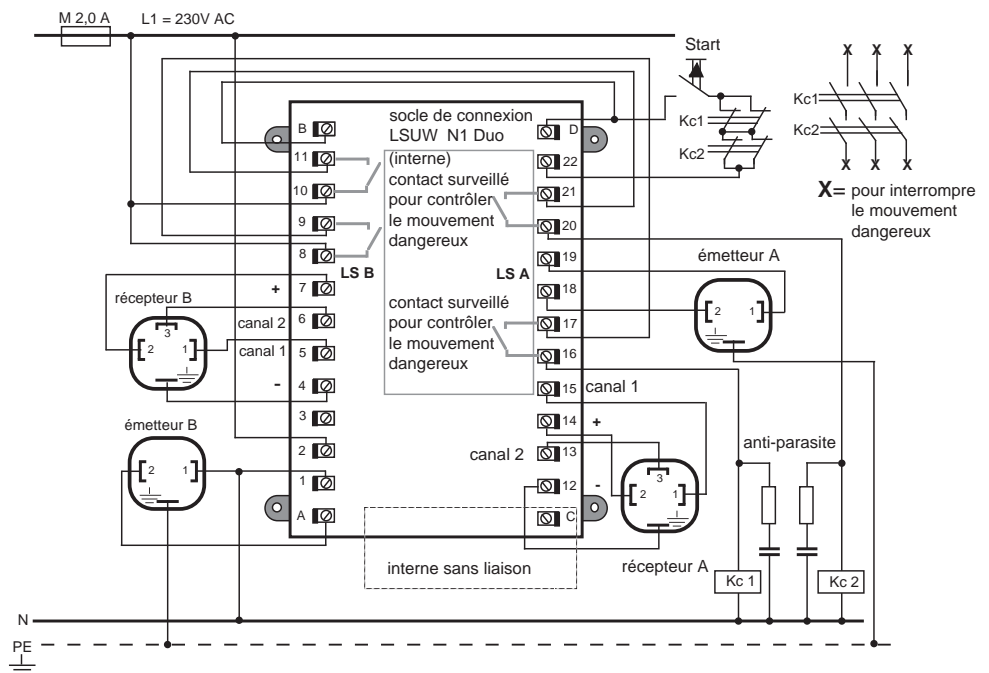 M 2,0 A
L1 = 230V AC
Start
Kc1
Kc2
X X X
Kc1
Kc2
X X X
X= pour interrompre
le mouvement
dangereux
socle de connexion
LSUW N1 Duo
(interne)
contact surveillé
pour contrôler
le mouvement
dangereux
LS B
LS A
contact surveillé
pour contrôler
le mouvement
dangereux
B
11
10
9
8
7
6
5
4
3
2
1
A
D
22
21
20
19
18
17
16
15
14
13
12
C
+
canal 2
canal 1
-
canal 1
+
canal 2
-
récepteur B
3
2
1
émetteur B
2
1
émetteur A
2
1
récepteur A
3
2
1
anti-parasite
Kc 1
Kc 2
interne sans liaison
N
PE